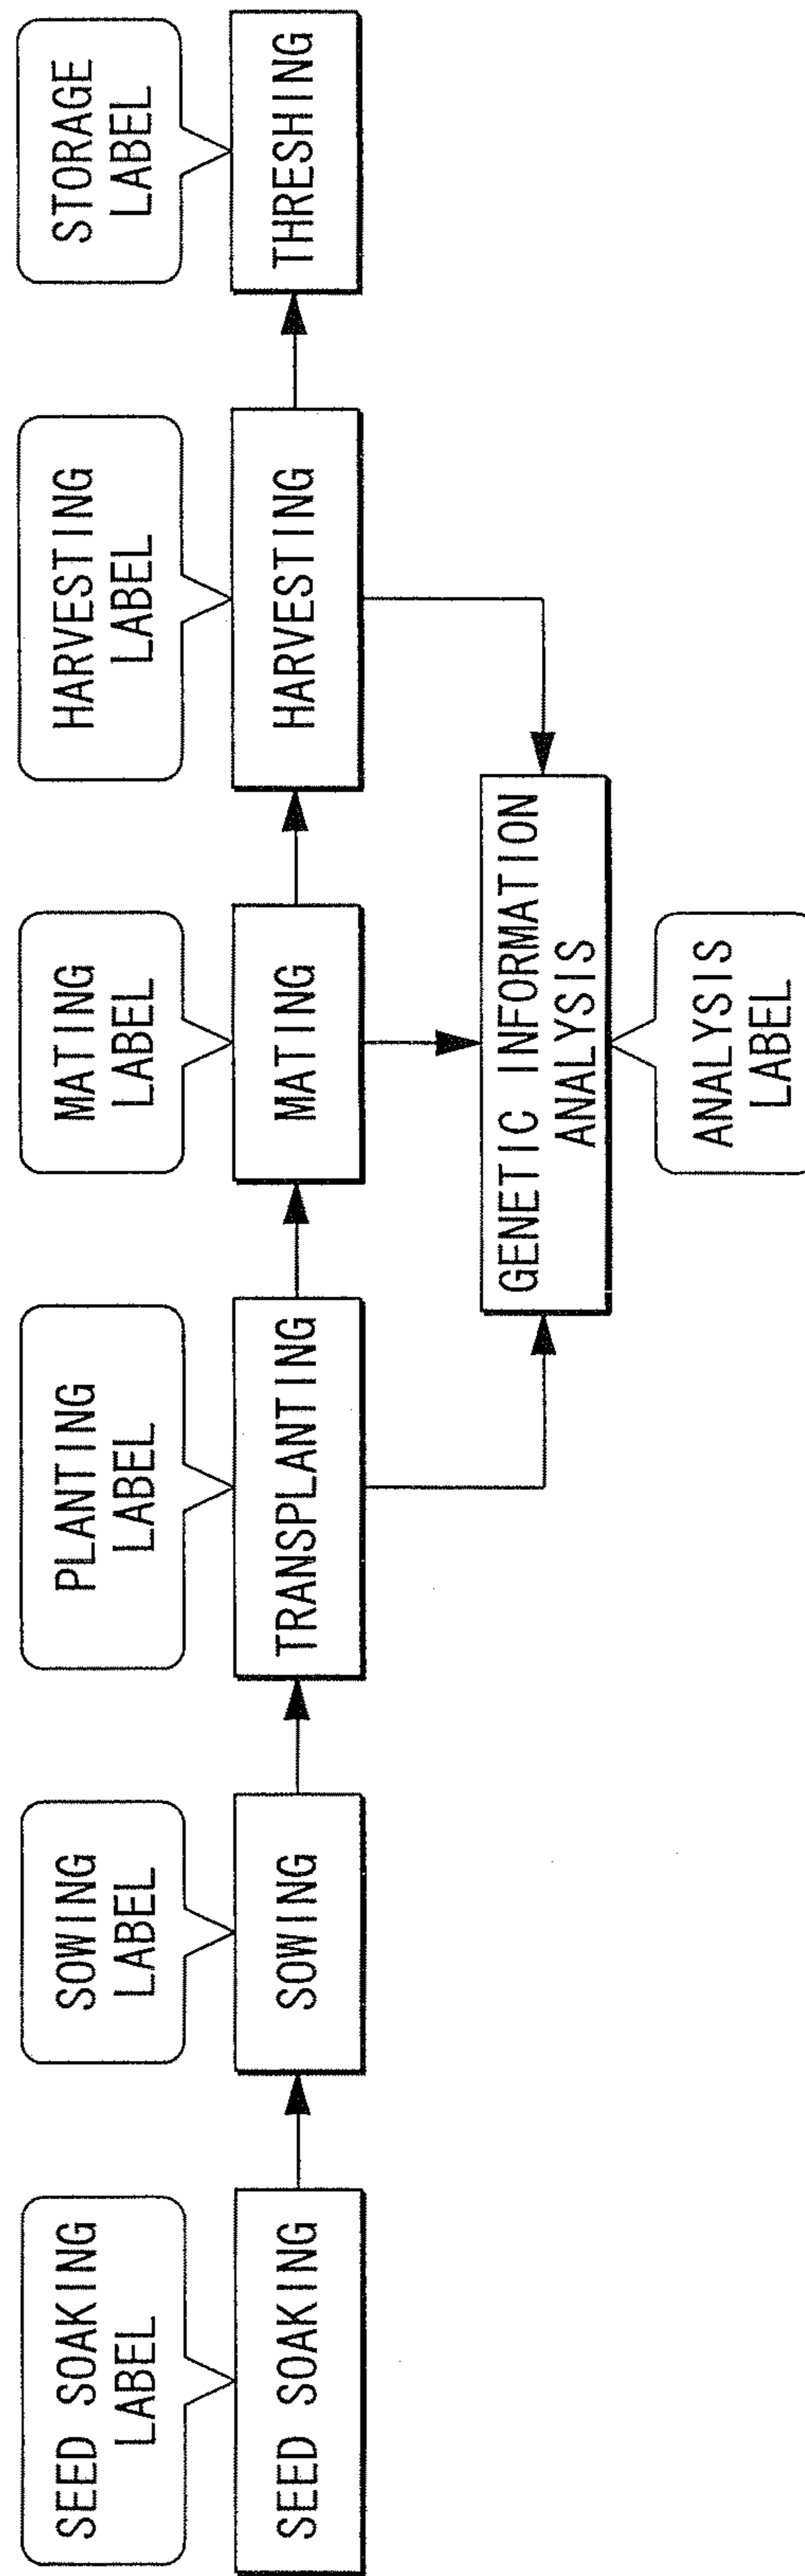 SEED SOAKING
LABEL
SOWING
LABEL
PLANTING
LABEL
MATING
LABEL
HARVESTING
LABEL
STORAGE
LABEL
SEED SOAKING
SOWING
TRANSPLANTING
MATING
HARVESTING
THRESHING
GENETIC INFORMATION
ANALYSIS
ANALYSIS
LABEL